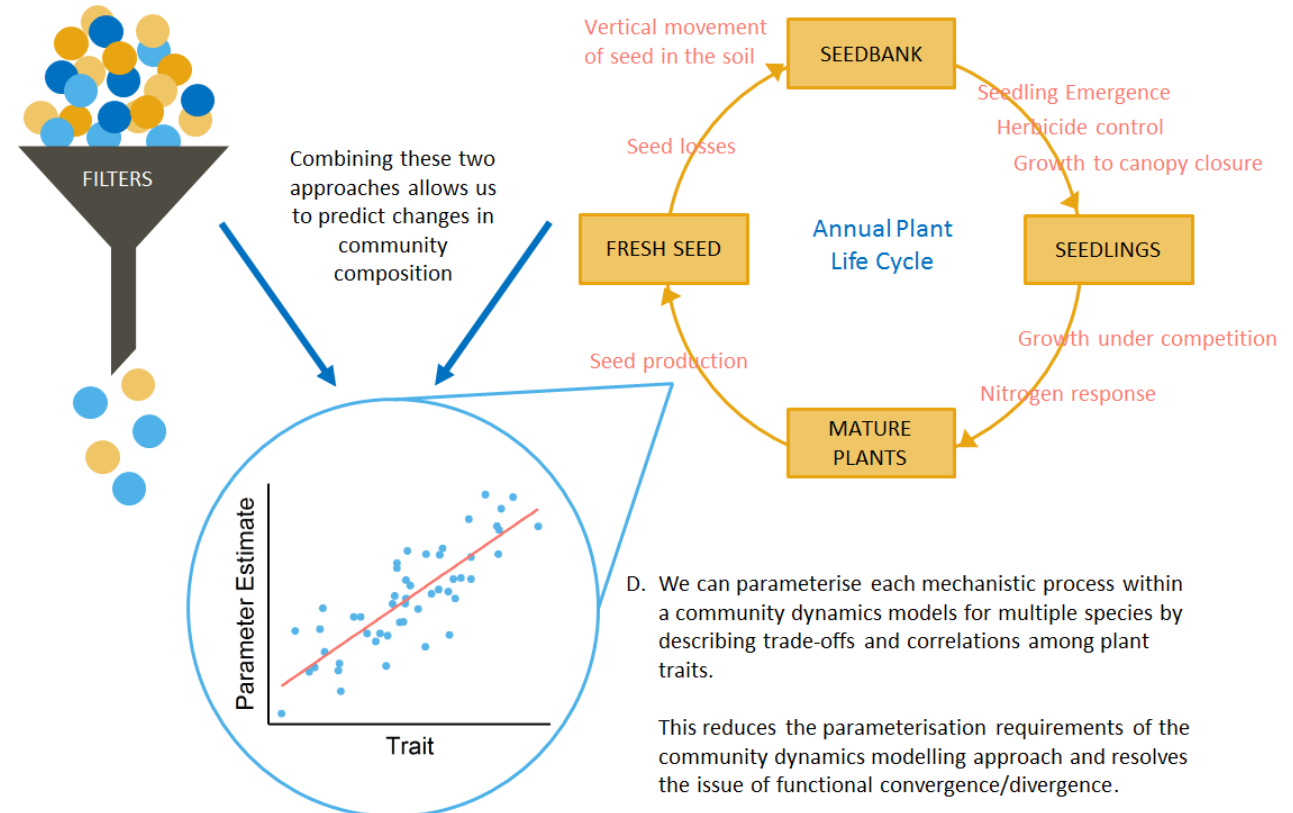 FILTERS
Combining these two
approaches allows us
to predict changes in
community
composition
Vertical movement
of seed in the soil
SEEDBANK
Seedling Emergence
Herbicide control
Growth to canopy closure
Seed losses
FRESH SEED
Annual Plant
Life Cycle
SEEDLINGS
Growth under competition
Seed production
Nitrogen response
MATURE
PLANTS
Parameter Estimate
Trait
D. We can parameterise each mechanistic process within
a community dynamics models for multiple species by
describing trade-offs and correlations among plant
traits.
This reduces the parameterisation requirements of the
community dynamics modelling approach and resolves
the issue of functional convergence/divergence.